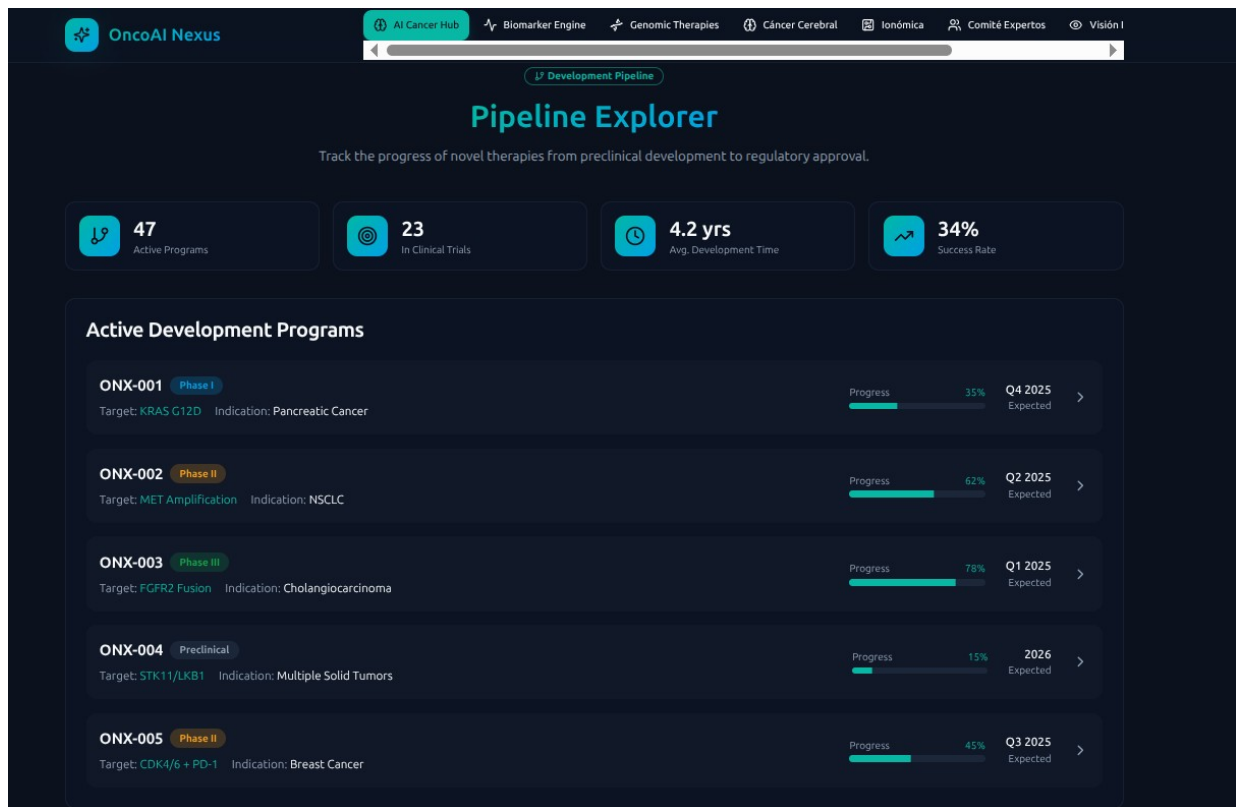 OncoAI Nexus
AI Cancer Hub Biomarker Engine Genomic Therapies Cáncer Cerebral Ionómica Comité Expertos Visión I
Development Pipeline
Pipeline Explorer
Track the progress of novel therapies from preclinical development to regulatory approval.
47
Active Programs
23
In Clinical Trials
4.2 yrs
Avg. Development Time
34%
Success Rate
Active Development Programs
ONX-001 Phase I
Target: KRAS G12D Indication: Pancreatic Cancer
Progress 35%
Q4 2025
Expected
ONX-002 Phase II
Target: MET Amplification Indication: NSCLC
Progress 62%
Q2 2025
Expected
ONX-003 Phase III
Target: FGFR2 Fusion Indication: Cholangiocarcinoma
Progress 78%
Q1 2025
Expected
ONX-004 Preclinical
Target: STK11/LKB1 Indication: Multiple Solid Tumors
Progress 15%
2026
Expected
ONX-005 Phase II
Target: CDK4/6 + PD-1 Indication: Breast Cancer
Progress 45%
Q3 2025
Expected